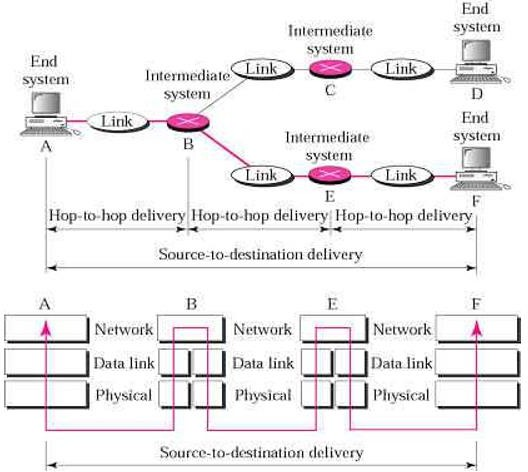 End
system
Intermediate
system
Link
Link
C
D
End
system
Intermediate
system
Link
A
B
End
system
Intermediate
system
Link
Link
E
F
Hop-to-hop delivery
Hop-to-hop delivery
Hop-to-hop delivery
Source-to-destination delivery
A
B
E
F
Network
Network
Network
Data link
Data link
Data link
Physical
Physical
Physical
Source-to-destination delivery